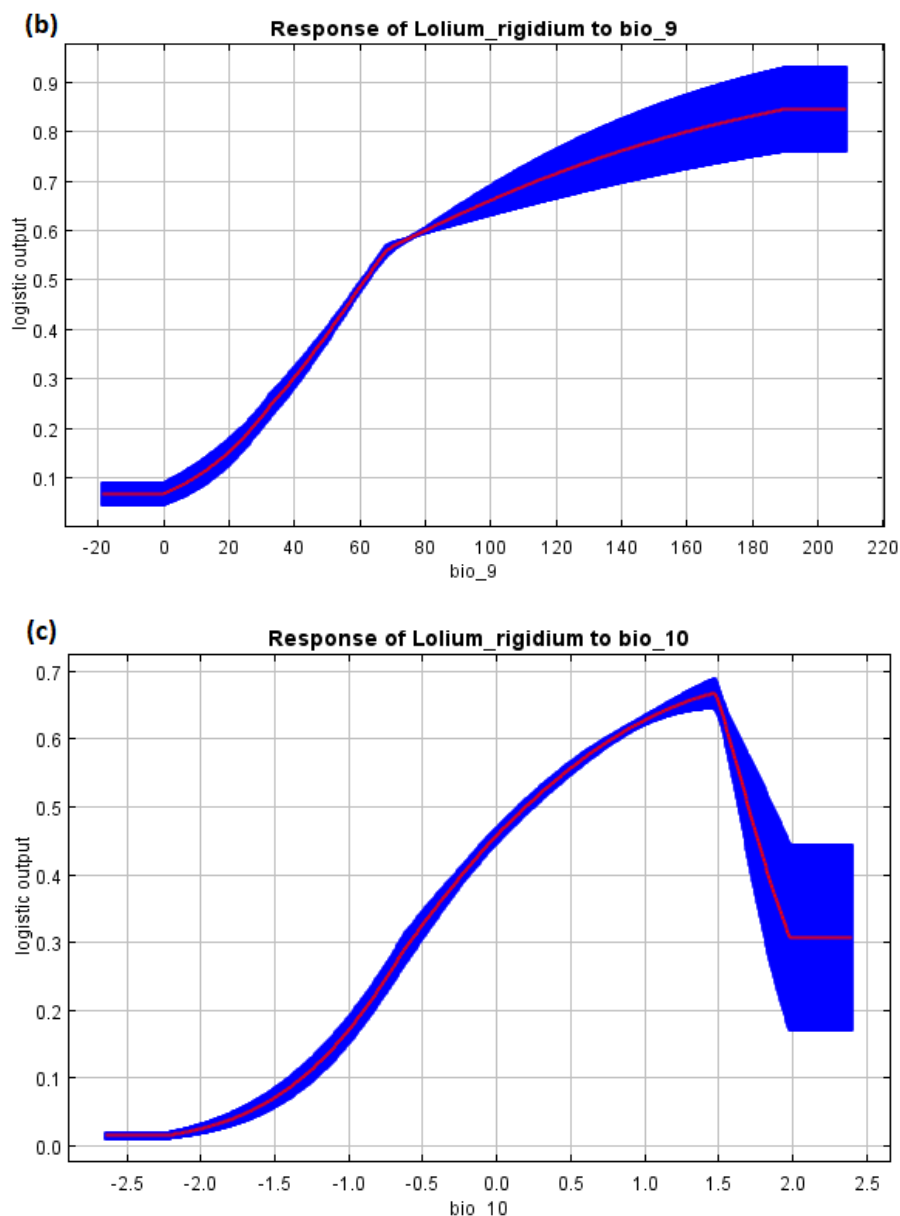 (b)
Response of Lolium_rigidium to bio_9
logistic output
0.9
0.8
0.7
0.6
0.5
0.4
0.3
0.2
0.1
-20 0 20 40 60 80 100 120 140 160 180 200 220
bio_9
(c)
Response of Lolium_rigidium to bio_10
logistic output
0.7
0.6
0.5
0.4
0.3
0.2
0.1
0.0
-2.5 -2.0 -1.5 -1.0 -0.5 0.0 0.5 1.0 1.5 2.0 2.5
bio_10